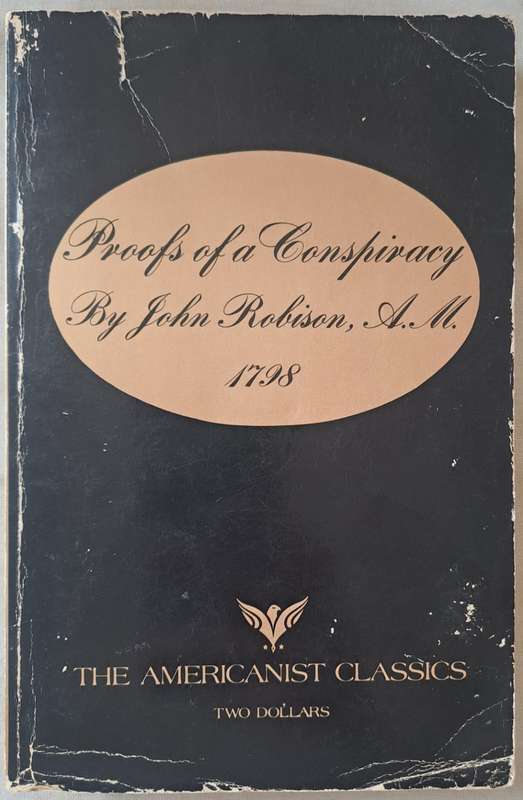 Proofs of a Conspiracy
By John Robison, A.M.
1798
THE AMERICANIST CLASSICS
TWO DOLLARS